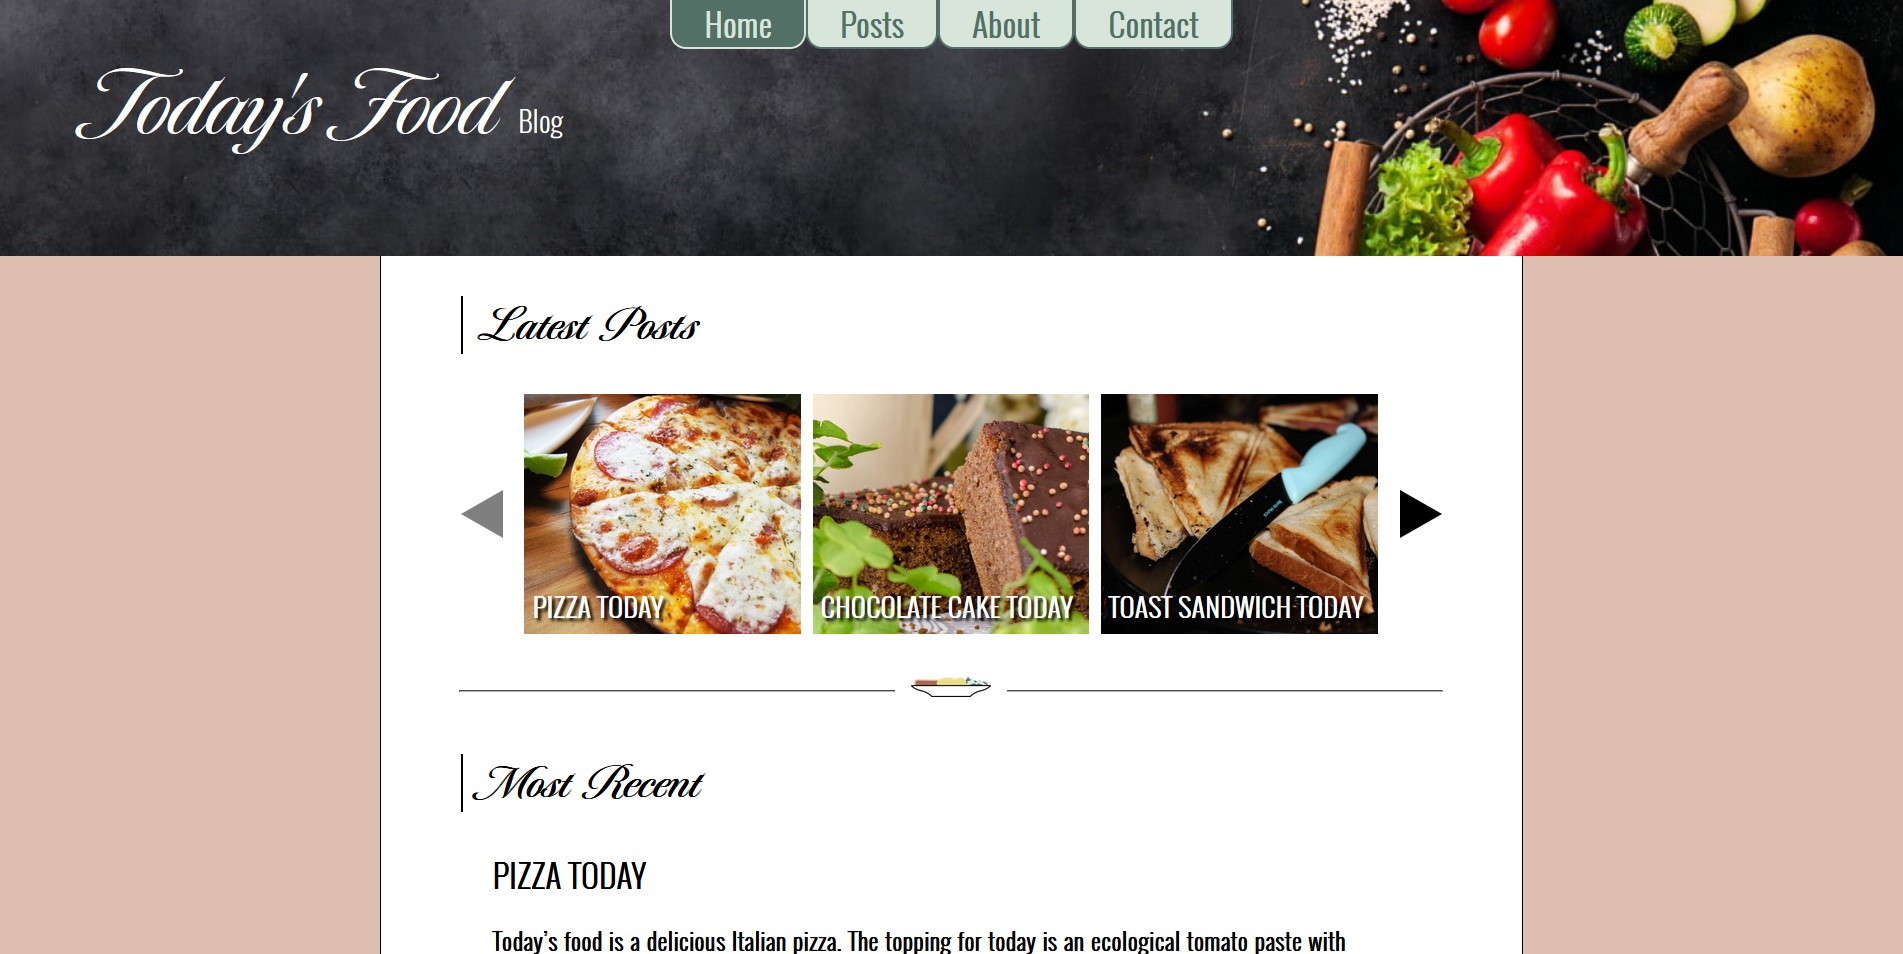 Home
Posts
About
Contact
Today's Food Blog
Latest Posts
PIZZA TODAY
CHOCOLATE CAKE TODAY
TOAST SANDWICH TODAY
Most Recent
PIZZA TODAY
Today’s food is a delicious Italian pizza. The topping for today is an ecological tomato paste with